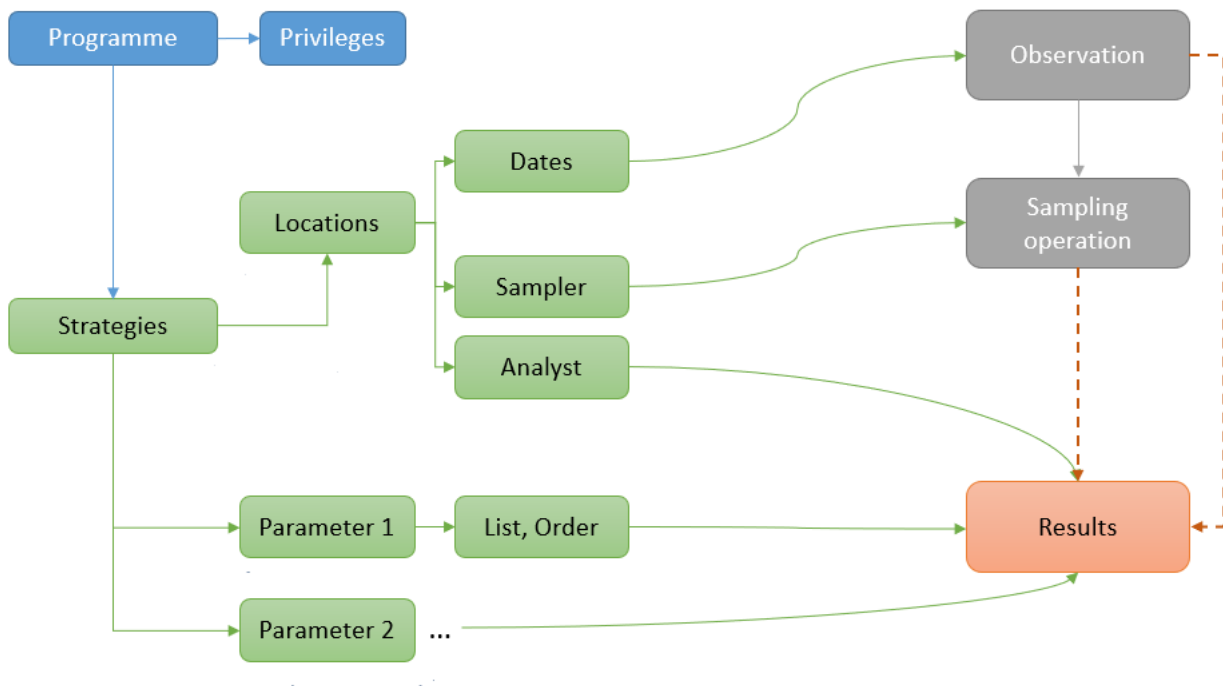 Programme
Privileges
Observation
Dates
Locations
Sampling
operation
Sampler
Strategies
Analyst
Parameter 1
List, Order
Results
Parameter 2
...